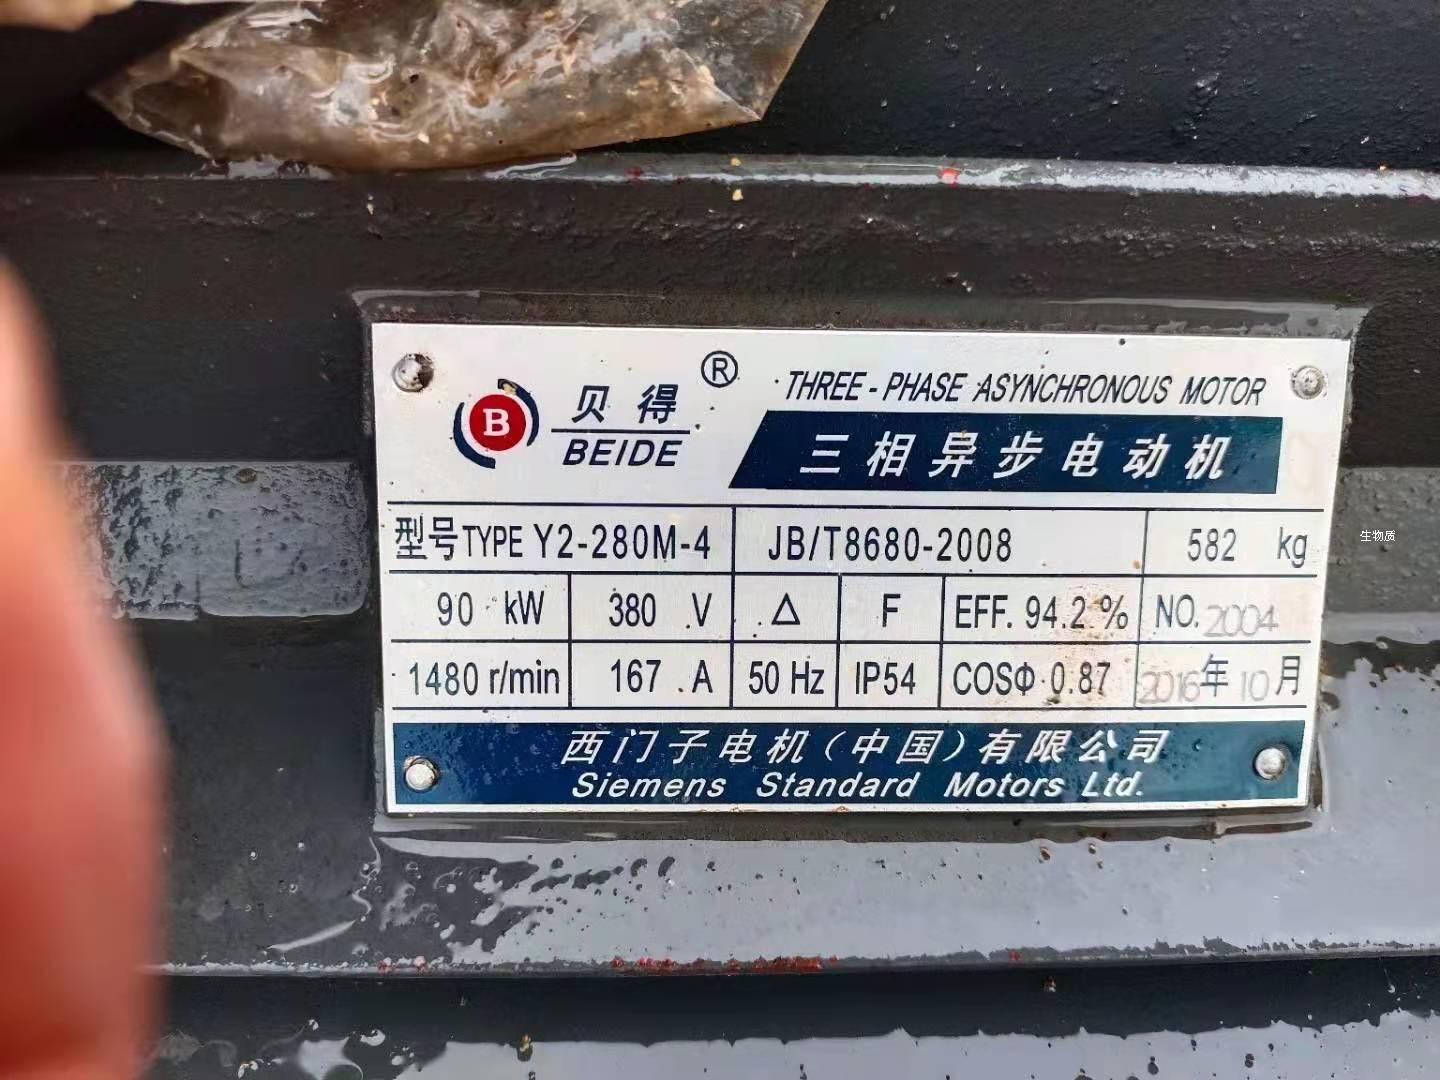 B 贝得 ® THREE-PHASE ASYNCHRONOUS MOTOR
BEIDE 三相异步电动机
型号TYPE Y2-280M-4 JB/T8680-2008 582 kg
生物质
90 kW 380 V △ F EFF. 94.2% NO. 2004
1480 r/min 167 A 50 Hz IP54 COSΦ 0.87 2016年10月
西门子电机(中国)有限公司
Siemens Standard Motors Ltd.